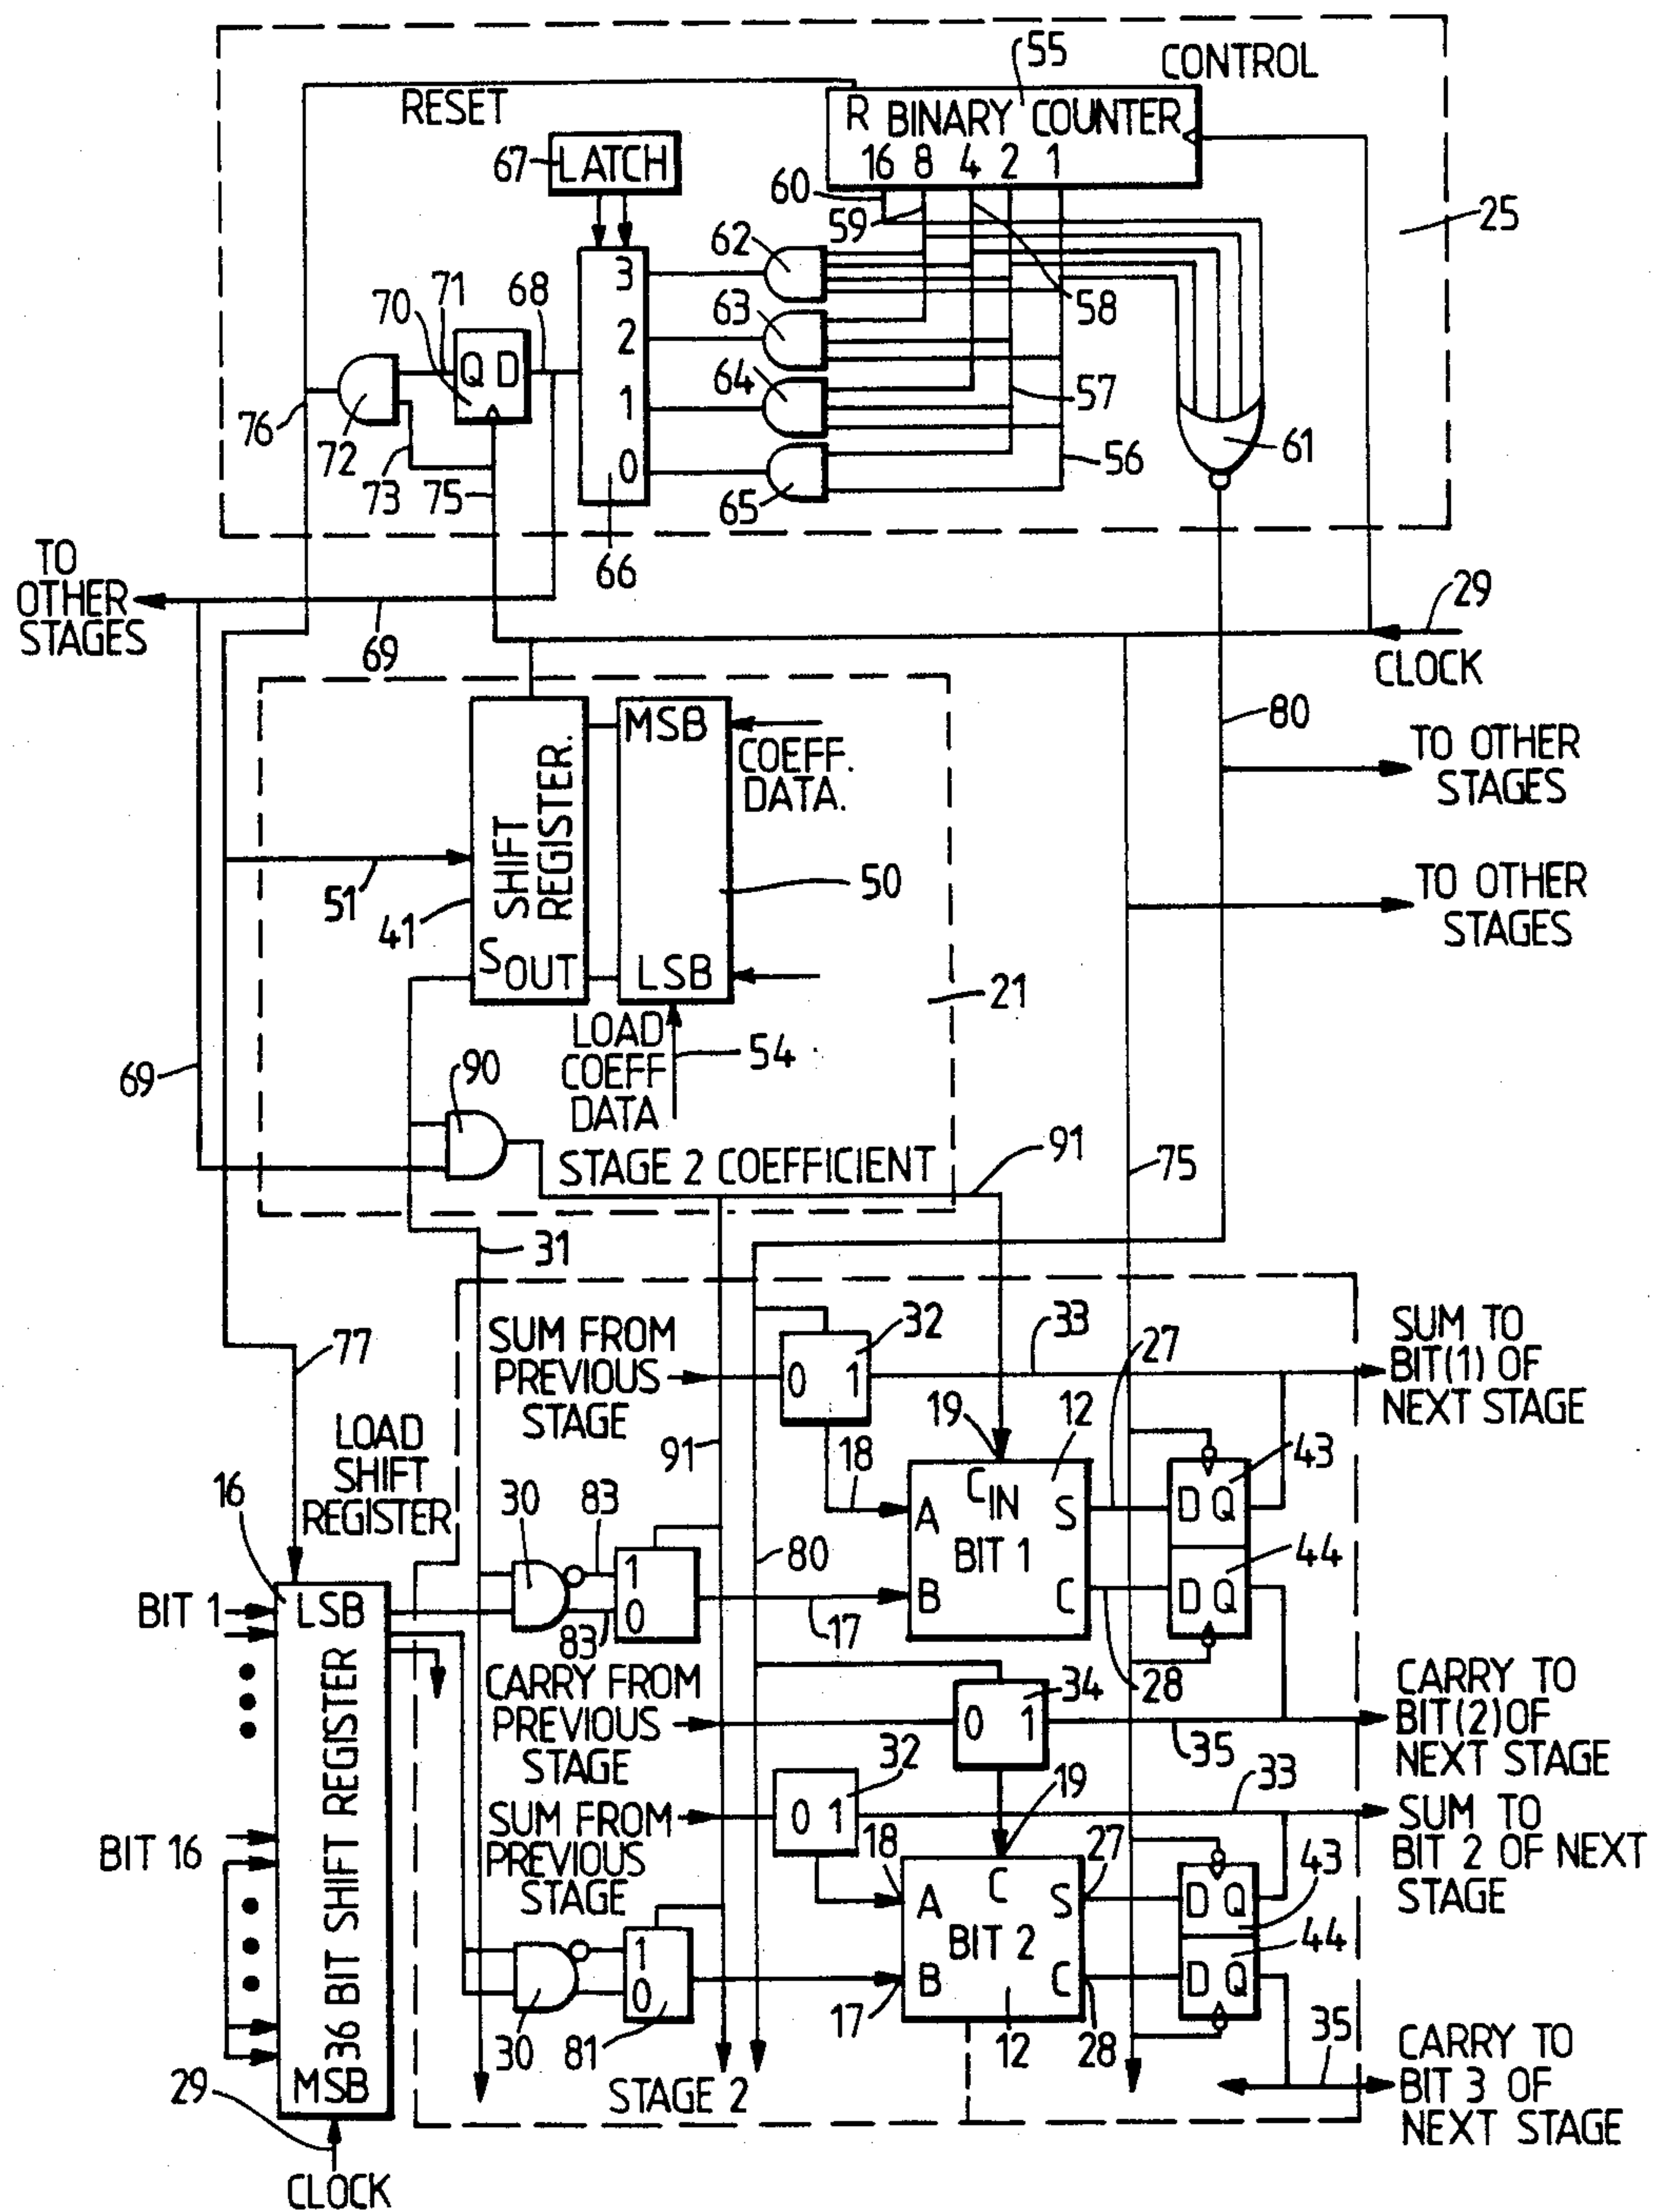 55
CONTROL
RESET
R BINARY COUNTER
16 8 4 2 1
67
LATCH
60
59
25
62
3
58
70
71
68
63
2
64
57
1
76
72
73
75
65
0
56
61
66
TO
OTHER
STAGES
69
29
CLOCK
80
TO OTHER
STAGES
MSB
COEFF.
DATA.
SHIFT
REGISTER.
Q D
51
41
50
TO OTHER
STAGES
S OUT
LSB
21
LOAD
COEFF
DATA
54
69
90
STAGE 2 COEFFICIENT
91
75
31
SUM FROM
PREVIOUS
STAGE
32
0 1
33
27
SUM TO
BIT(1) OF
NEXT STAGE
77
LOAD
SHIFT
REGISTER
91
18
19
12
43
16
30
83
80
A
C IN
S
BIT 1
B
C
D Q
44
D Q
1
0
83
17
28
BIT 1
LSB
36 BIT SHIFT REGISTER
MSB
CARRY FROM
PREVIOUS
STAGE
34
0 1
35
CARRY TO
BIT(2) OF
NEXT STAGE
32
0 1
19
33
SUM FROM
PREVIOUS
STAGE
SUM TO
BIT 2 OF NEXT
STAGE
BIT 16
18
27
43
A
C
S
BIT 2
B
C
D Q
44
D Q
1
0
30
81
17
12
28
35
CARRY TO
BIT 3 OF
NEXT STAGE
29
STAGE 2
CLOCK